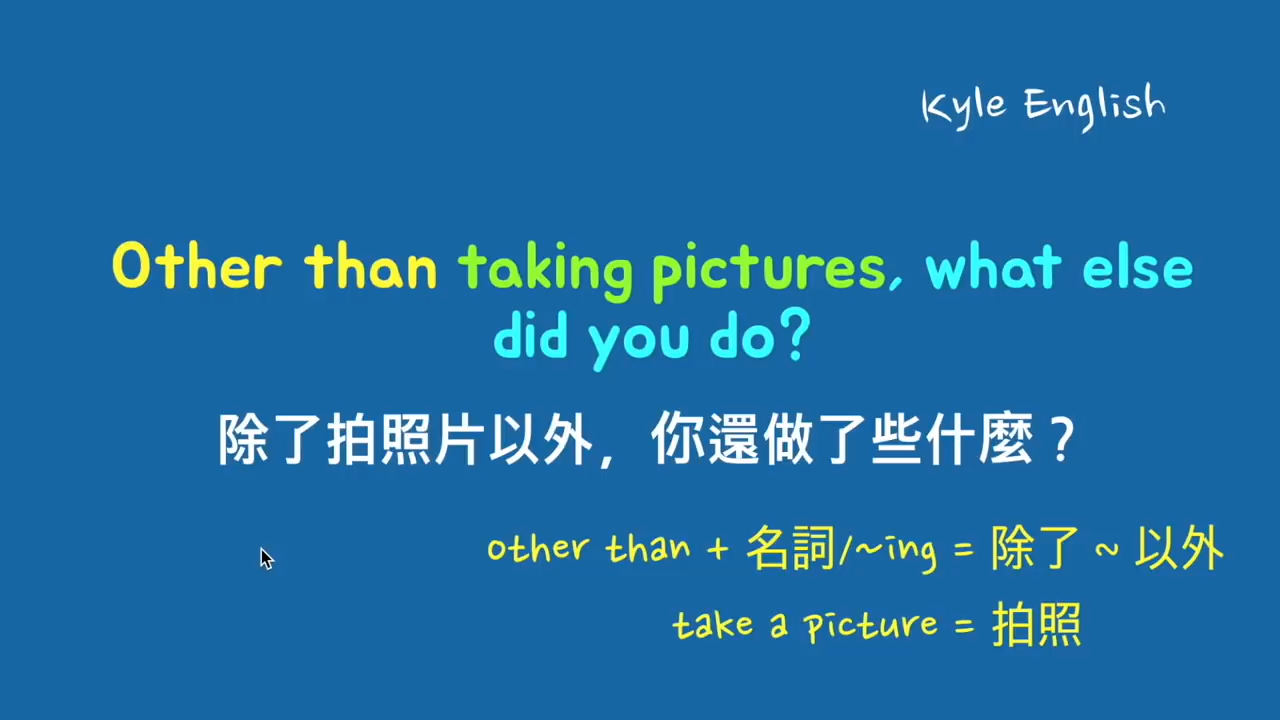 Kyle English
Other than taking pictures, what else
did you do?
除了拍照片以外，你還做了些什麼？
other than + 名詞/~ing = 除了 ~ 以外
take a picture = 拍照